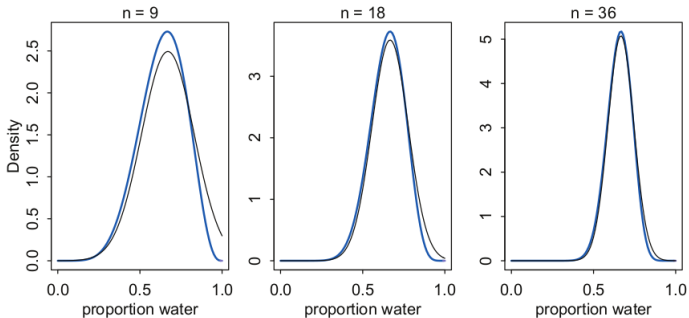 n = 9
n = 18
n = 36
Density
0.0 0.5 1.0 1.5 2.0 2.5
0 1 2 3
0 1 2 3 4 5
0.0 0.5 1.0
0.0 0.5 1.0
0.0 0.5 1.0
proportion water
proportion water
proportion water